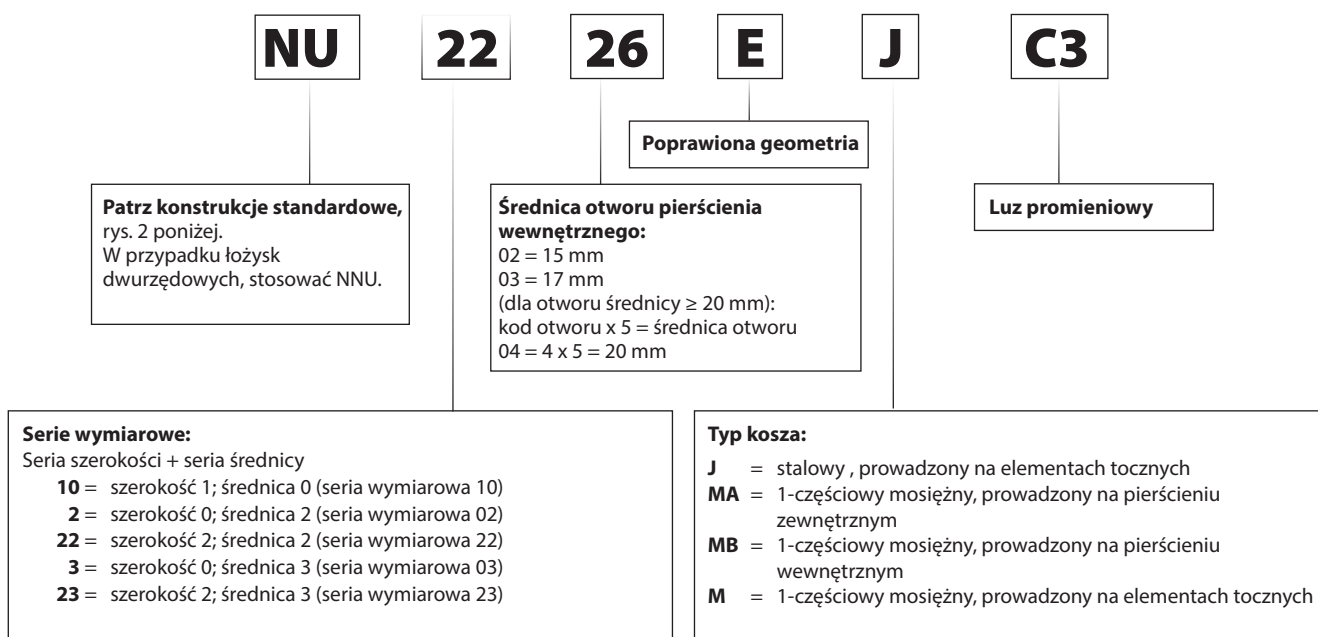 NU 22 26 E J C3
Poprawiona geometria
Patrz konstrukcje standardowe,
rys. 2 poniżej.
W przypadku łożysk
dwurzędowych, stosować NNU.
Średnica otworu pierścienia
wewnętrznego:
02 = 15 mm
03 = 17 mm
(dla otworu średnicy ≥ 20 mm):
kod otworu x 5 = średnica otworu
04 = 4 x 5 = 20 mm
Luz promieniowy
Serie wymiarowe:
Seria szerokości + seria średnicy
10 = szerokość 1; średnica 0 (seria wymiarowa 10)
2 = szerokość 0; średnica 2 (seria wymiarowa 02)
22 = szerokość 2; średnica 2 (seria wymiarowa 22)
3 = szerokość 0; średnica 3 (seria wymiarowa 03)
23 = szerokość 2; średnica 3 (seria wymiarowa 23)
Typ kosza:
J = stalowy , prowadzony na elementach tocznych
MA = 1-częściowy mosiężny, prowadzony na pierścieniu
zewnętrznym
MB = 1-częściowy mosiężny, prowadzony na pierścieniu
wewnętrznym
M = 1-częściowy mosiężny, prowadzony na elementach tocznych